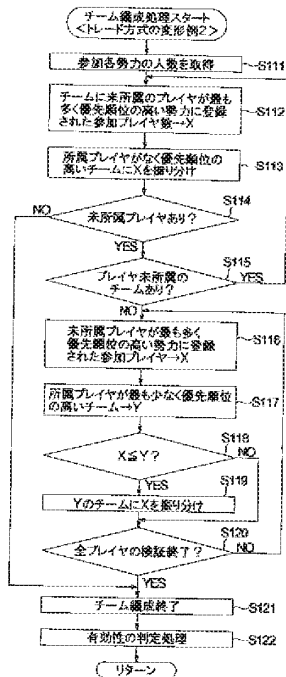 チーム編成処理スタート
<トレード方式の変形例2>
参加各勢力の人数を取得
S111
チームに未所属のプレイヤが最も
多く優先順位の高い勢力に登録
された参加プレイヤ数→X
S112
所属プレイヤがなく優先順位の
高いチームにXを振り分け
S113
S114
NO
未所属プレイヤあり?
YES
S115
プレイヤ未所属の
チームあり?
YES
NO
未所属プレイヤが最も多く
優先順位の高い勢力に登録
された参加プレイヤ→X
S116
所属プレイヤが最も少なく優先順位
の高いチーム→Y
S117
S118
X≦Y?
NO
YES
S119
YのチームにXを振り分け
S120
全プレイヤの検証終了?
NO
YES
チーム編成終了
S121
有効性の判定処理
S122
リターン